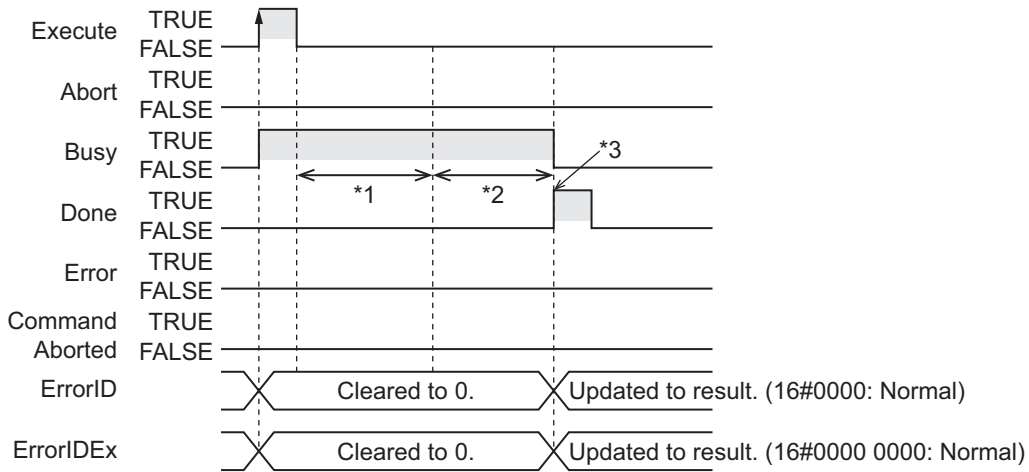 Execute TRUE
FALSE
Abort TRUE
FALSE
Busy TRUE
FALSE
*1 *2 *3
Done TRUE
FALSE
Error TRUE
FALSE
Command TRUE
Aborted FALSE
ErrorID Cleared to 0. Updated to result. (16#0000: Normal)
ErrorIDEx Cleared to 0. Updated to result. (16#0000 0000: Normal)